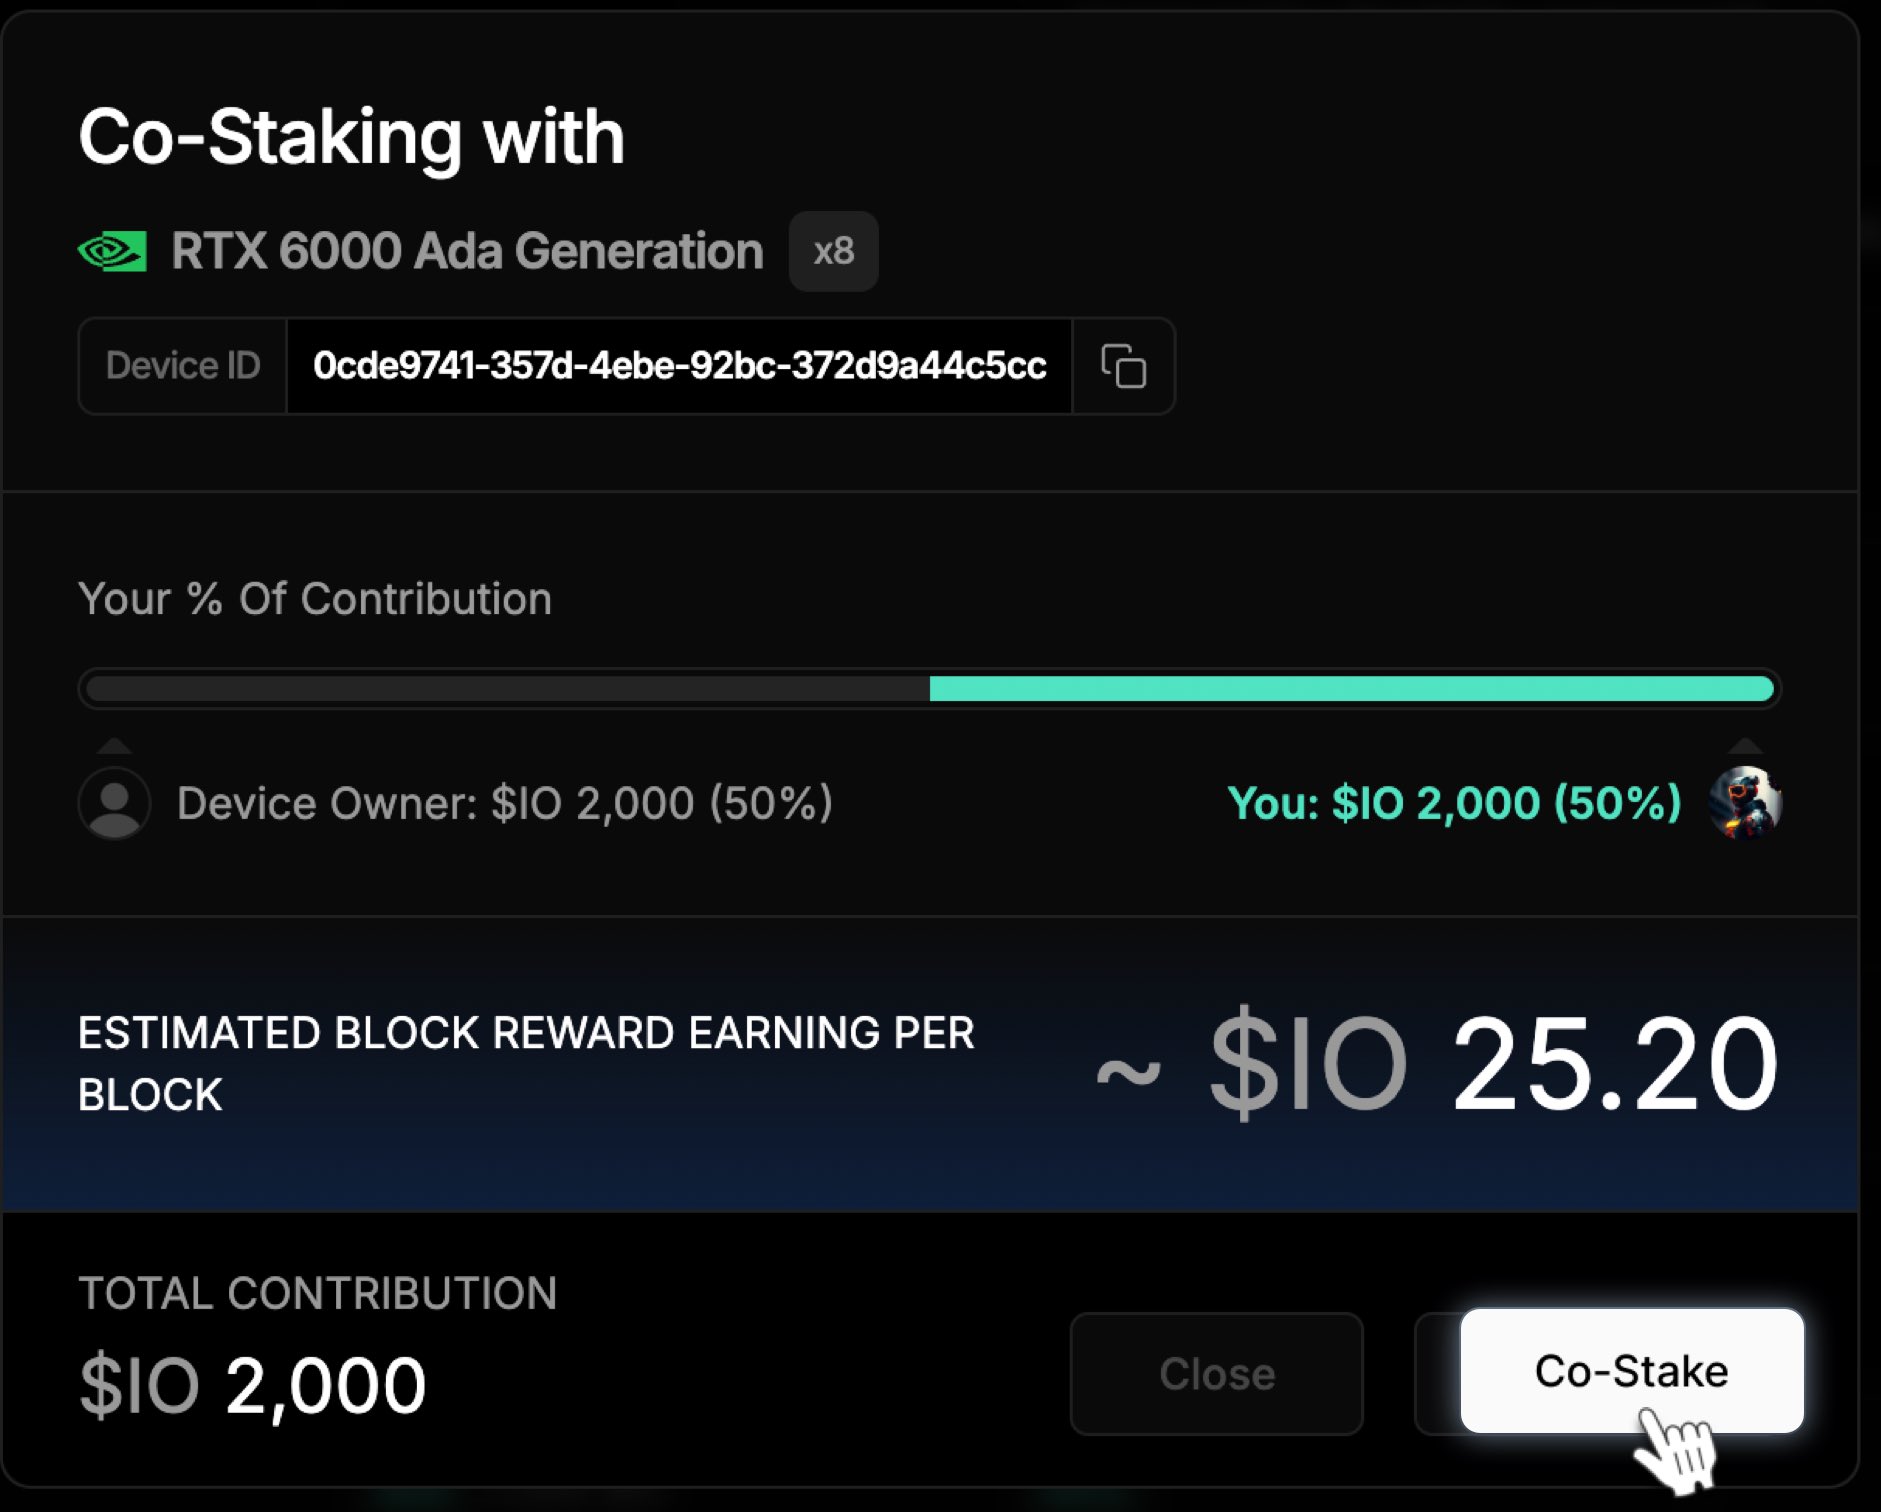 Co-Staking with
RTX 6000 Ada Generation x8
Device ID 0cde9741-357d-4ebe-92bc-372d9a44c5cc
Your % Of Contribution
Device Owner: $IO 2,000 (50%) You: $IO 2,000 (50%)
ESTIMATED BLOCK REWARD EARNING PER
BLOCK
~ $IO 25.20
TOTAL CONTRIBUTION
$IO 2,000
Close Co-Stake